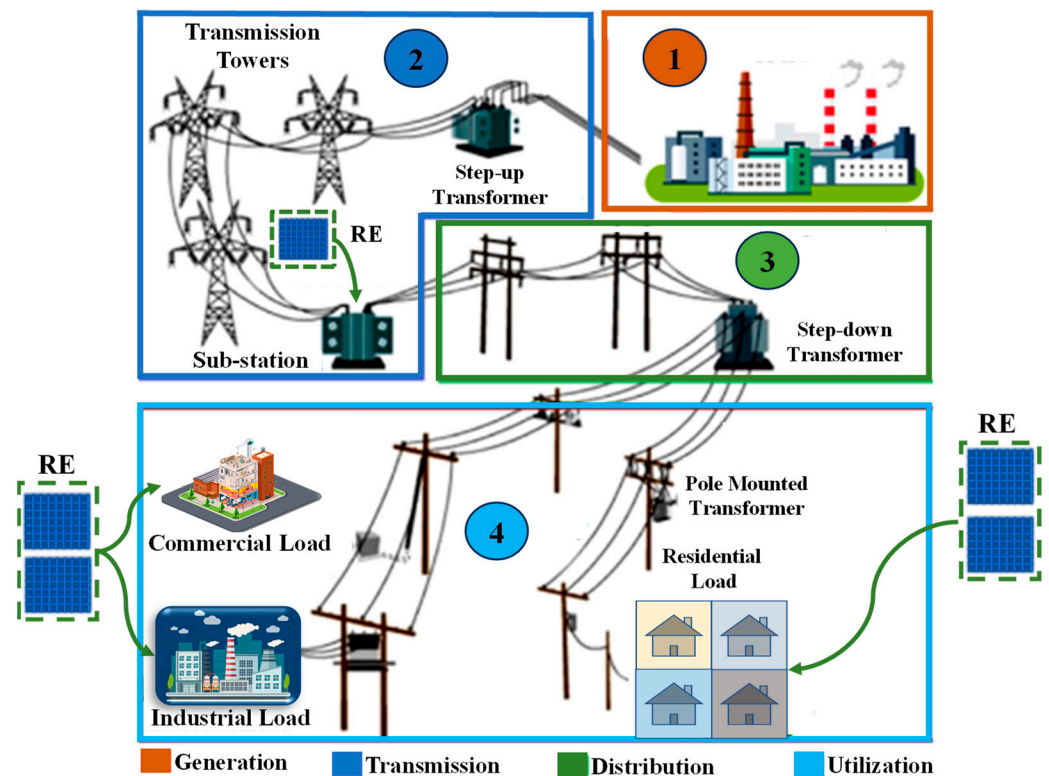 Transmission
Towers
2
1
Step-up
Transformer
RE
3
Sub-station
Step-down
Transformer
RE
RE
Commercial Load
4
Pole Mounted
Transformer
Residential
Load
Industrial Load
Generation
Transmission
Distribution
Utilization